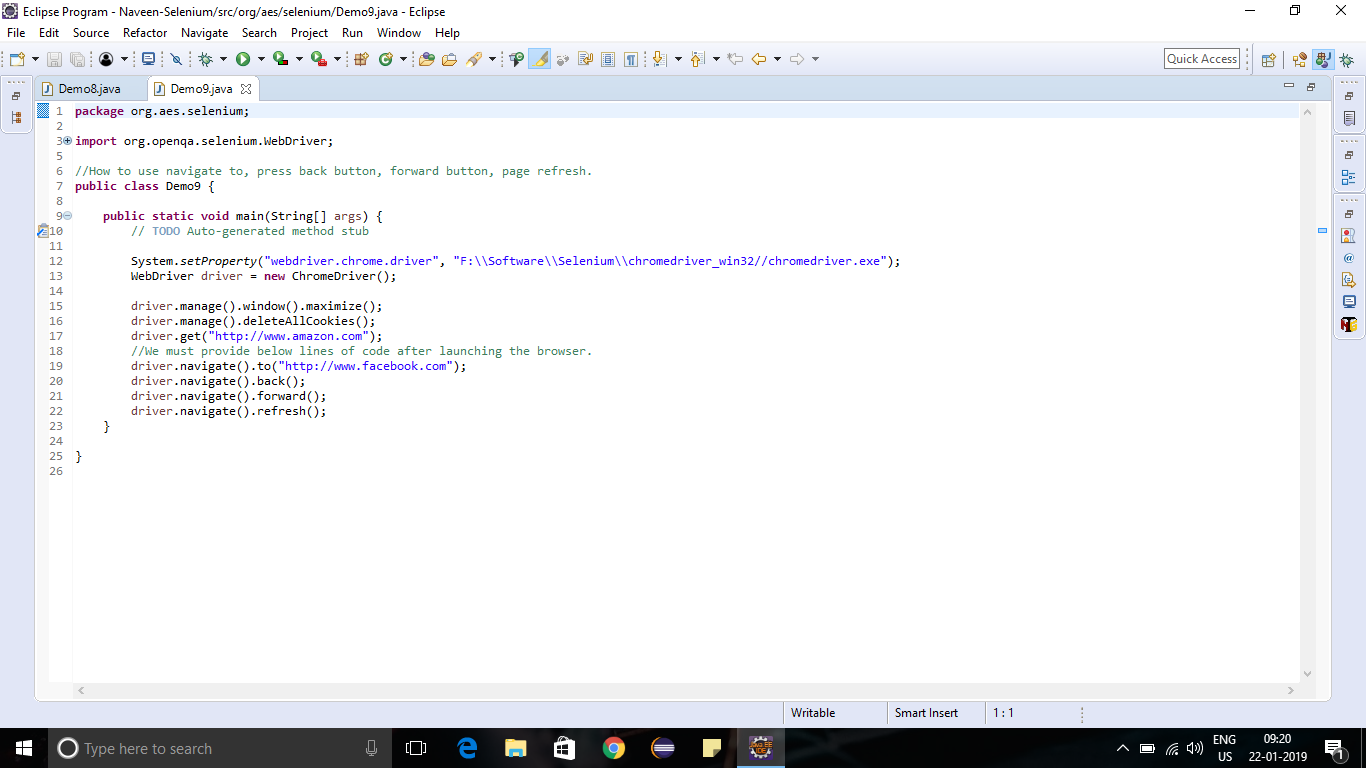 Eclipse Program - Naveen-Selenium/src/org/aes/selenium/Demo9.java - Eclipse
File Edit Source Refactor Navigate Search Project Run Window Help
Quick Access
Demo8.java Demo9.java
1 package org.aes.selenium;
2
3 import org.openqa.selenium.WebDriver;
5
6 //How to use navigate to, press back button, forward button, page refresh.
7 public class Demo9 {
8
9 public static void main(String[] args) {
10 // TODO Auto-generated method stub
11
12 System.setProperty("webdriver.chrome.driver", "F:\\Software\\Selenium\\chromedriver_win32//chromedriver.exe");
13 WebDriver driver = new ChromeDriver();
14
15 driver.manage().window().maximize();
16 driver.manage().deleteAllCookies();
17 driver.get("http://www.amazon.com");
18 //We must provide below lines of code after launching the browser.
19 driver.navigate().to("http://www.facebook.com");
20 driver.navigate().back();
21 driver.navigate().forward();
22 driver.navigate().refresh();
23 }
24
25 }
26
Writable Smart Insert 1 : 1
Type here to search
ENG
US
09:20
22-01-2019
1